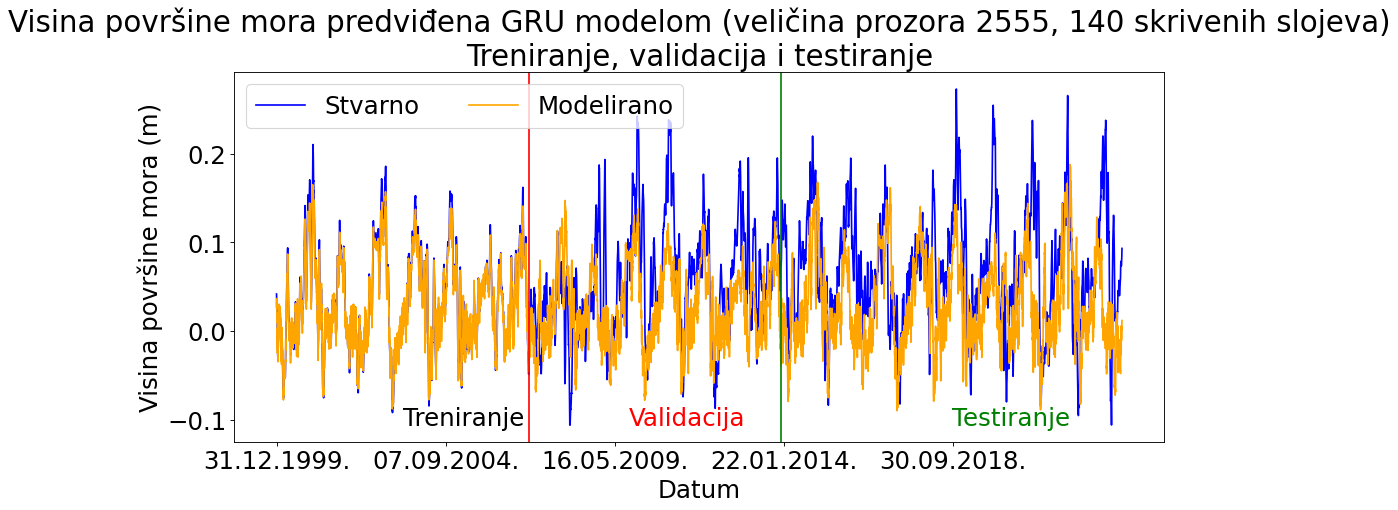 Visina površine mora predviđena GRU modelom (veličina prozora 2555, 140 skrivenih slojeva)
Treniranje, validacija i testiranje
Stvarno
Modelirano
Visina površine mora (m)
0.2
0.1
0.0
−0.1
Treniranje
Validacija
Testiranje
31.12.1999.
07.09.2004.
16.05.2009.
22.01.2014.
30.09.2018.
Datum